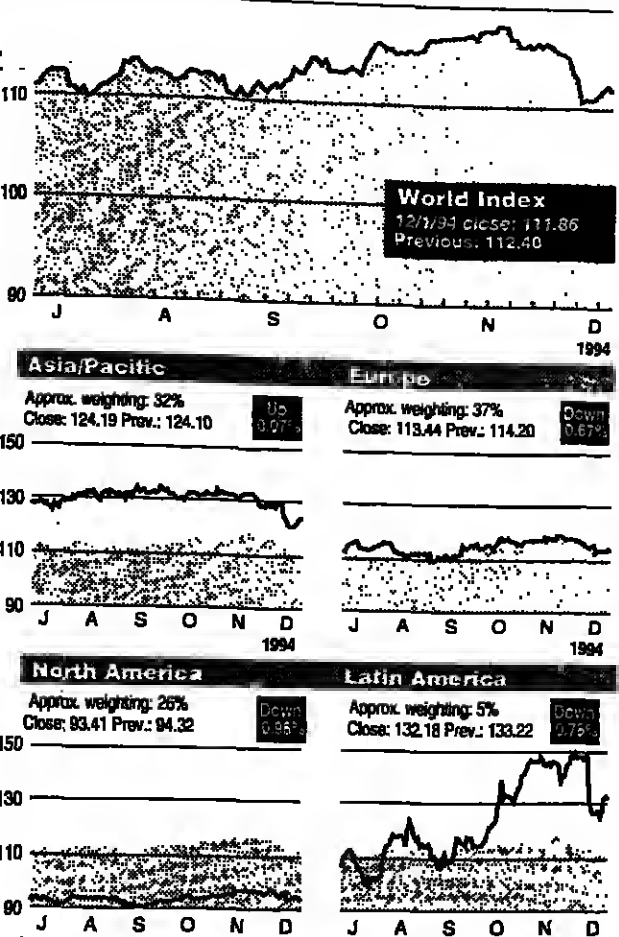 110
100
90
World Index
12/1/94 close: 111.86
Previous: 112.40
J A S O N D
1994
Asia/Pacific
Approx. weighting: 32%
Close: 124.19 Prev.: 124.10
Up
0.07%
150
130
110
90
J A S O N D
1994
Europe
Approx. weighting: 37%
Close: 113.44 Prev.: 114.20
Down
0.67%
J A S O N D
1994
North America
Approx. weighting: 26%
Close: 93.41 Prev.: 94.32
Down
0.96%
150
130
110
90
J A S O N D
Latin America
Approx. weighting: 5%
Close: 132.18 Prev.: 133.22
Down
0.78%
J A S O N D